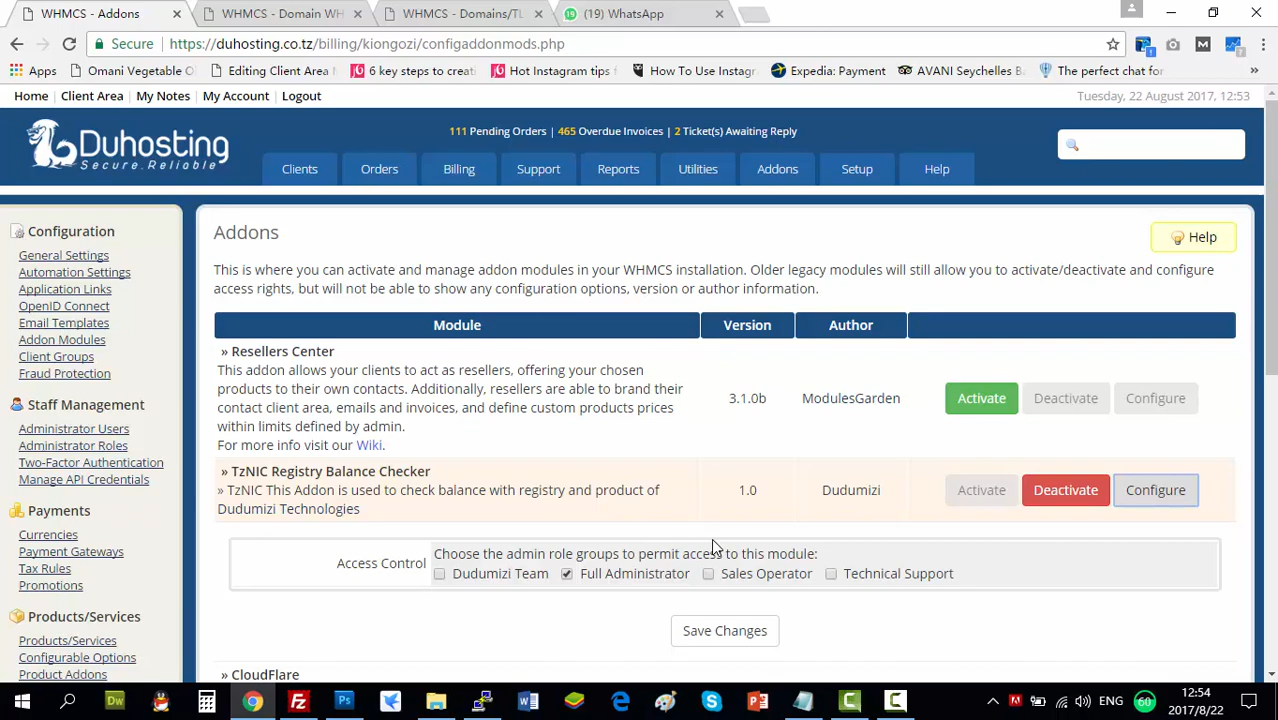 WHMCS - Addons
WHMCS - Domain WH
WHMCS - Domains/TL
(19) WhatsApp
Secure
https://duhosting.co.tz/billing/kiongozi/configaddonmods.php
Apps
Omani Vegetable O
Editing Client Area
6 key steps to creati
Hot Instagram tips f
How To Use Instagr
Expedia: Payment
AVANI Seychelles Ba
The perfect chat for
Home Client Area My Notes My Account Logout
Tuesday, 22 August 2017, 12:53
Duhosting
Secure.Reliable
111 Pending Orders | 465 Overdue Invoices | 2 Ticket(s) Awaiting Reply
Clients Orders Billing Support Reports Utilities Addons Setup Help
Configuration
General Settings
Automation Settings
Application Links
OpenID Connect
Email Templates
Addon Modules
Client Groups
Fraud Protection
Staff Management
Administrator Users
Administrator Roles
Two-Factor Authentication
Manage API Credentials
Payments
Currencies
Payment Gateways
Tax Rules
Promotions
Products/Services
Products/Services
Configurable Options
Product Addons
Addons
Help
This is where you can activate and manage addon modules in your WHMCS installation. Older legacy modules will still allow you to activate/deactivate and configure
access rights, but will not be able to show any configuration options, version or author information.
Module Version Author
» Resellers Center
This addon allows your clients to act as resellers, offering your chosen
products to their own contacts. Additionally, resellers are able to brand their
contact client area, emails and invoices, and define custom products prices
within limits defined by admin.
For more info visit our Wiki.
3.1.0b
ModulesGarden
Activate Deactivate Configure
» TzNIC Registry Balance Checker
» TzNIC This Addon is used to check balance with registry and product of
Dudumizi Technologies
1.0
Dudumizi
Activate Deactivate Configure
Access Control
Choose the admin role groups to permit access to this module:
Dudumizi Team Full Administrator Sales Operator Technical Support
Save Changes
» CloudFlare
ENG
60
12:54
2017/8/22